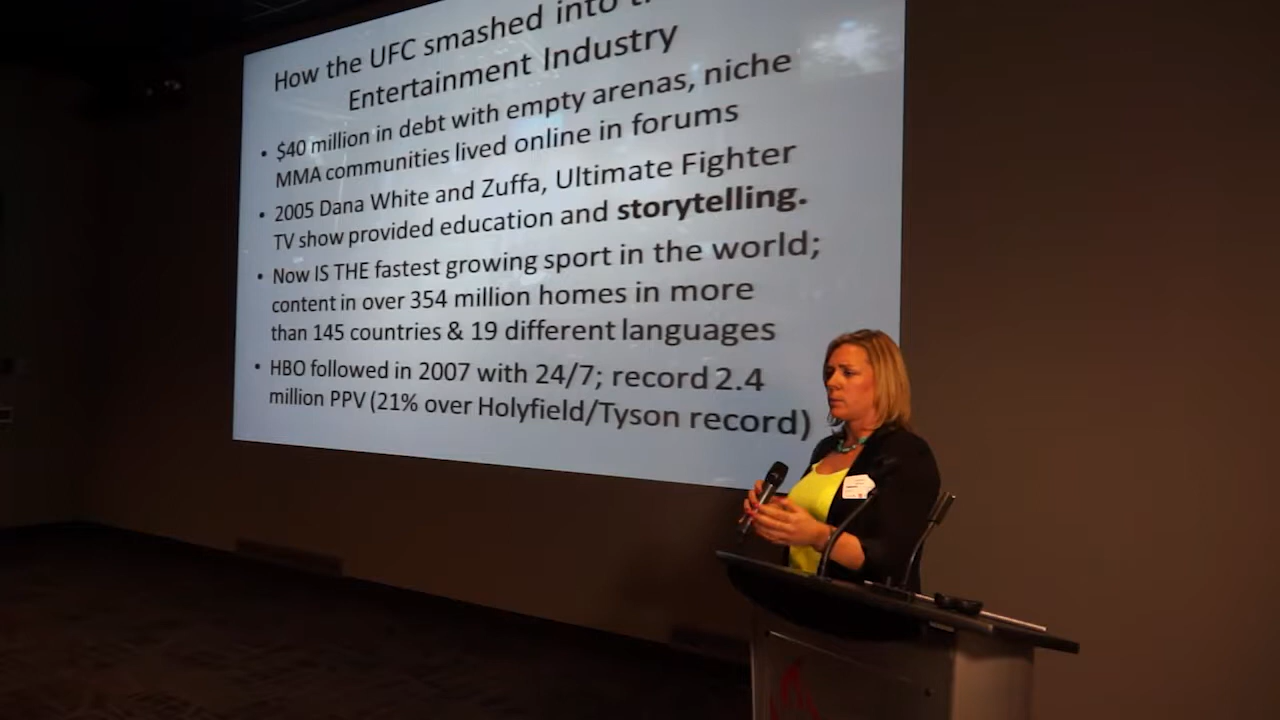 How the UFC smashed into
Entertainment Industry
• $40 million in debt with empty arenas, niche
MMA communities lived online in forums
• 2005 Dana White and Zuffa, Ultimate Fighter
TV show provided education and storytelling.
• Now IS THE fastest growing sport in the world;
content in over 354 million homes in more
than 145 countries & 19 different languages
• HBO followed in 2007 with 24/7; record 2.4
million PPV (21% over Holyfield/Tyson record)